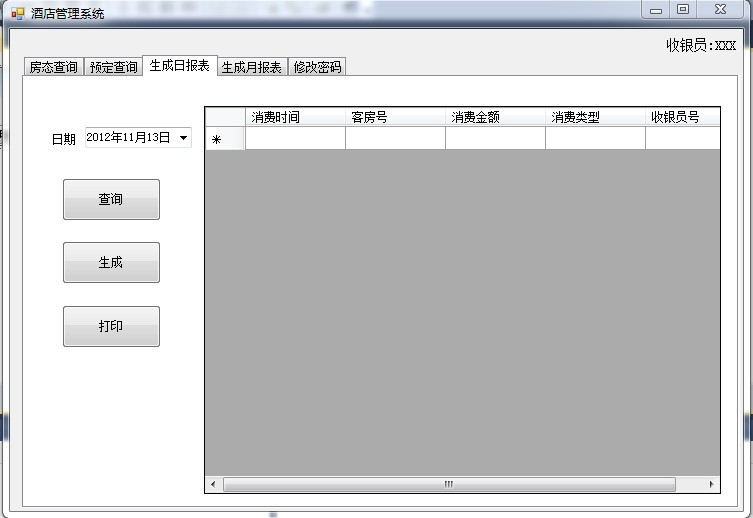 酒店管理系统
收银员:XXX
房态查询 预定查询 生成日报表 生成月报表 修改密码
消费时间 客房号 消费金额 消费类型 收银员号
日期 2012年11月13日
查询
生成
打印